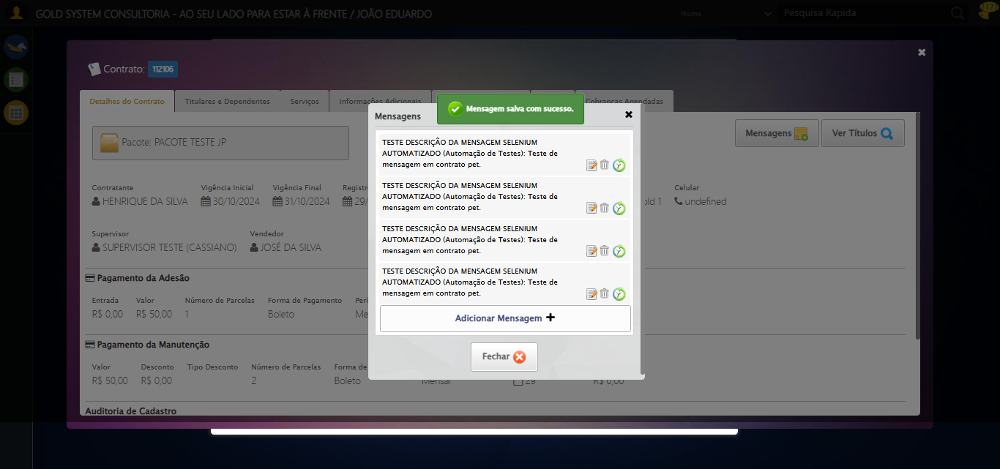 GOLD SYSTEM CONSULTORIA - AO SEU LADO PARA ESTAR À FRENTE / JOÃO EDUARDO
Nome
Pesquisa Rapida
Contrato: 112106
Detalhes do Contrato
Titulares e Dependentes
Serviços
Informações Adicionais
Cobranças Agendadas
Mensagem salva com sucesso.
Mensagens
Pacote: PACOTE TESTE JP
Mensagens
Ver Títulos
TESTE DESCRIÇÃO DA MENSAGEM SELENIUM
AUTOMATIZADO (Automação de Testes): Teste de
mensagem em contrato pet.
TESTE DESCRIÇÃO DA MENSAGEM SELENIUM
AUTOMATIZADO (Automação de Testes): Teste de
mensagem em contrato pet.
TESTE DESCRIÇÃO DA MENSAGEM SELENIUM
AUTOMATIZADO (Automação de Testes): Teste de
mensagem em contrato pet.
TESTE DESCRIÇÃO DA MENSAGEM SELENIUM
AUTOMATIZADO (Automação de Testes): Teste de
mensagem em contrato pet.
Adicionar Mensagem
Fechar
Contratante Vigência Inicial Vigência Final Registr Celular
HENRIQUE DA SILVA 30/10/2024 31/10/2024 29/ old 1 undefined
Supervisor Vendedor
SUPERVISOR TESTE (CASSIANO) JOSÉ DA SILVA
Pagamento da Adesão
Entrada Valor Número de Parcelas Forma de Pagamento Perí
R$ 0,00 R$ 50,00 1 Boleto Me
Pagamento da Manutenção
Valor Desconto Tipo Desconto Número de Parcelas Forma de
R$ 50,00 R$ 0,00 2 Boleto Mensal 29 R$ 0,00
Auditoria de Cadastro